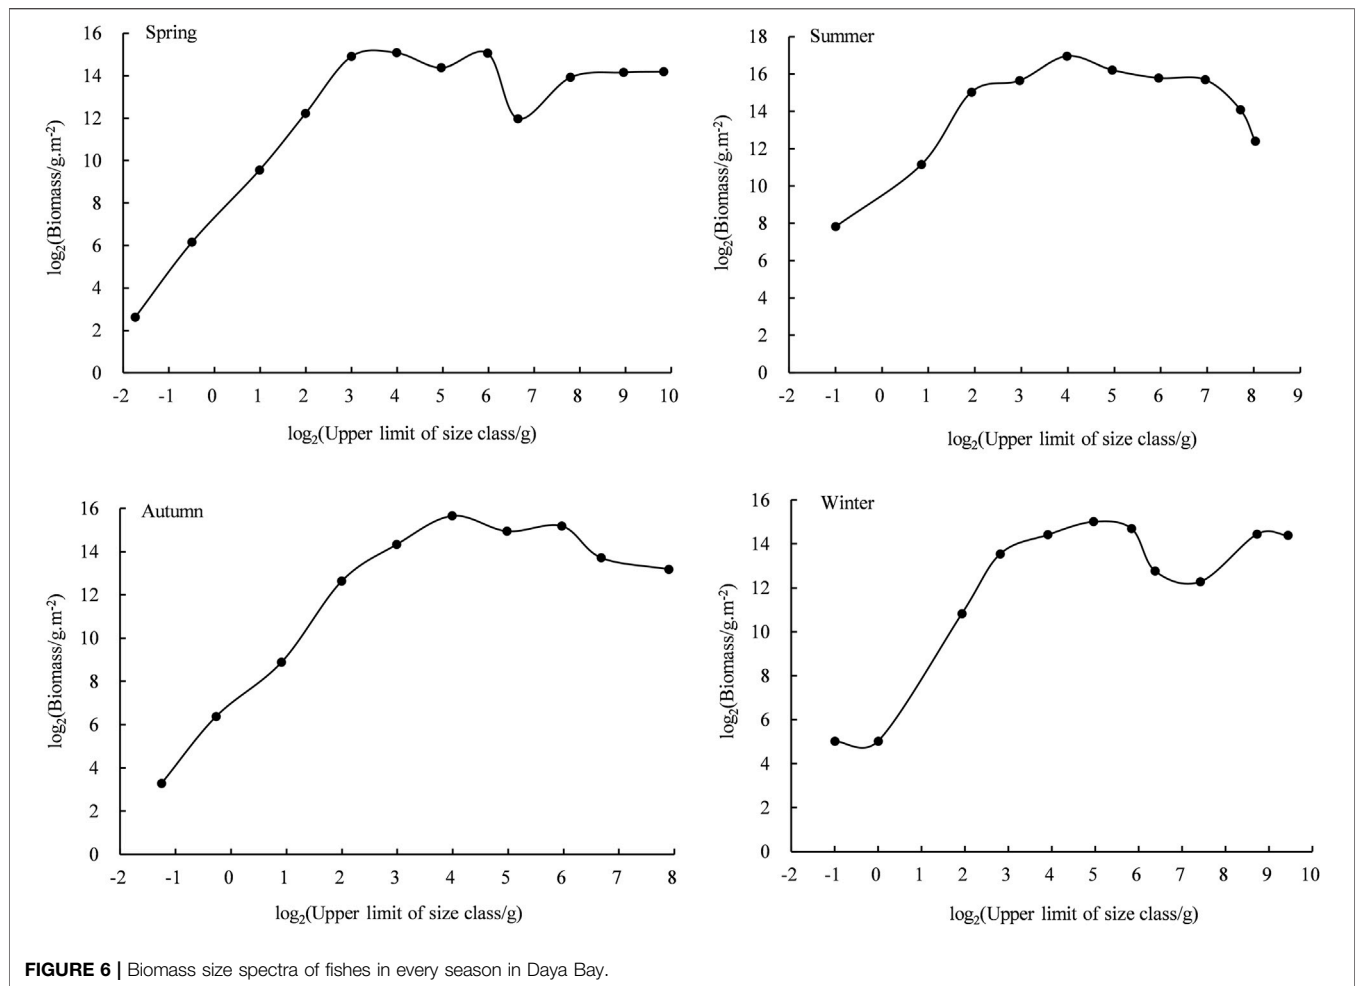 Spring
16
14
12
10
8
6
4
2
0
log2(Biomass/g.m-2)
-2 -1 0 1 2 3 4 5 6 7 8 9 10
log2(Upper limit of size class/g)
Summer
18
16
14
12
10
8
6
4
2
0
log2(Biomass/g.m-2)
-2 -1 0 1 2 3 4 5 6 7 8 9
log2(Upper limit of size class/g)
Autumn
16
14
12
10
8
6
4
2
0
log2(Biomass/g.m-2)
-2 -1 0 1 2 3 4 5 6 7 8
log2(Upper limit of size class/g)
Winter
16
14
12
10
8
6
4
2
0
log2(Biomass/g.m-2)
-2 -1 0 1 2 3 4 5 6 7 8 9 10
log2(Upper limit of size class/g)
FIGURE 6 | Biomass size spectra of fishes in every season in Daya Bay.